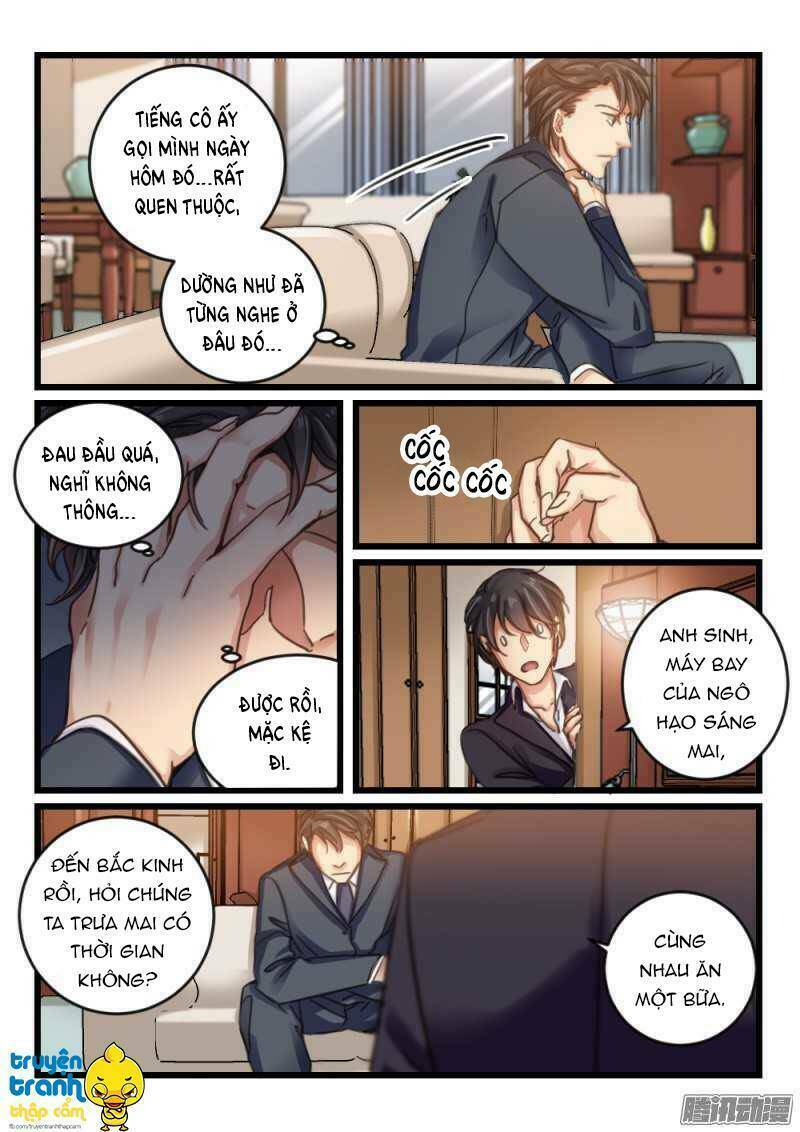 TIẾNG CÔ ẤY
GỌI MÌNH NGÀY
HÔM ĐÓ...RẤT
QUEN THUỘC,
DƯỜNG NHƯ ĐÃ
TỪNG NGHE Ở
ĐÂU ĐÓ...
ĐAU ĐẦU QUÁ,
NGHĨ KHÔNG
THÔNG...
ĐƯỢC RỒI,
MẶC KỆ
ĐI.
CỐC
CỐC CỐC
ANH SINH,
MÁY BAY
CỦA NGÔ
HẠO SÁNG
MAI,
ĐẾN BẮC KINH
RỒI, HỎI CHÚNG
TA TRƯA MAI CÓ
THỜI GIAN
KHÔNG?
CÙNG
NHAU ĂN
MỘT BỮA.
truyện
tranh
thập cẩm
fb.com/truyentranhthapcam
腾讯动漫